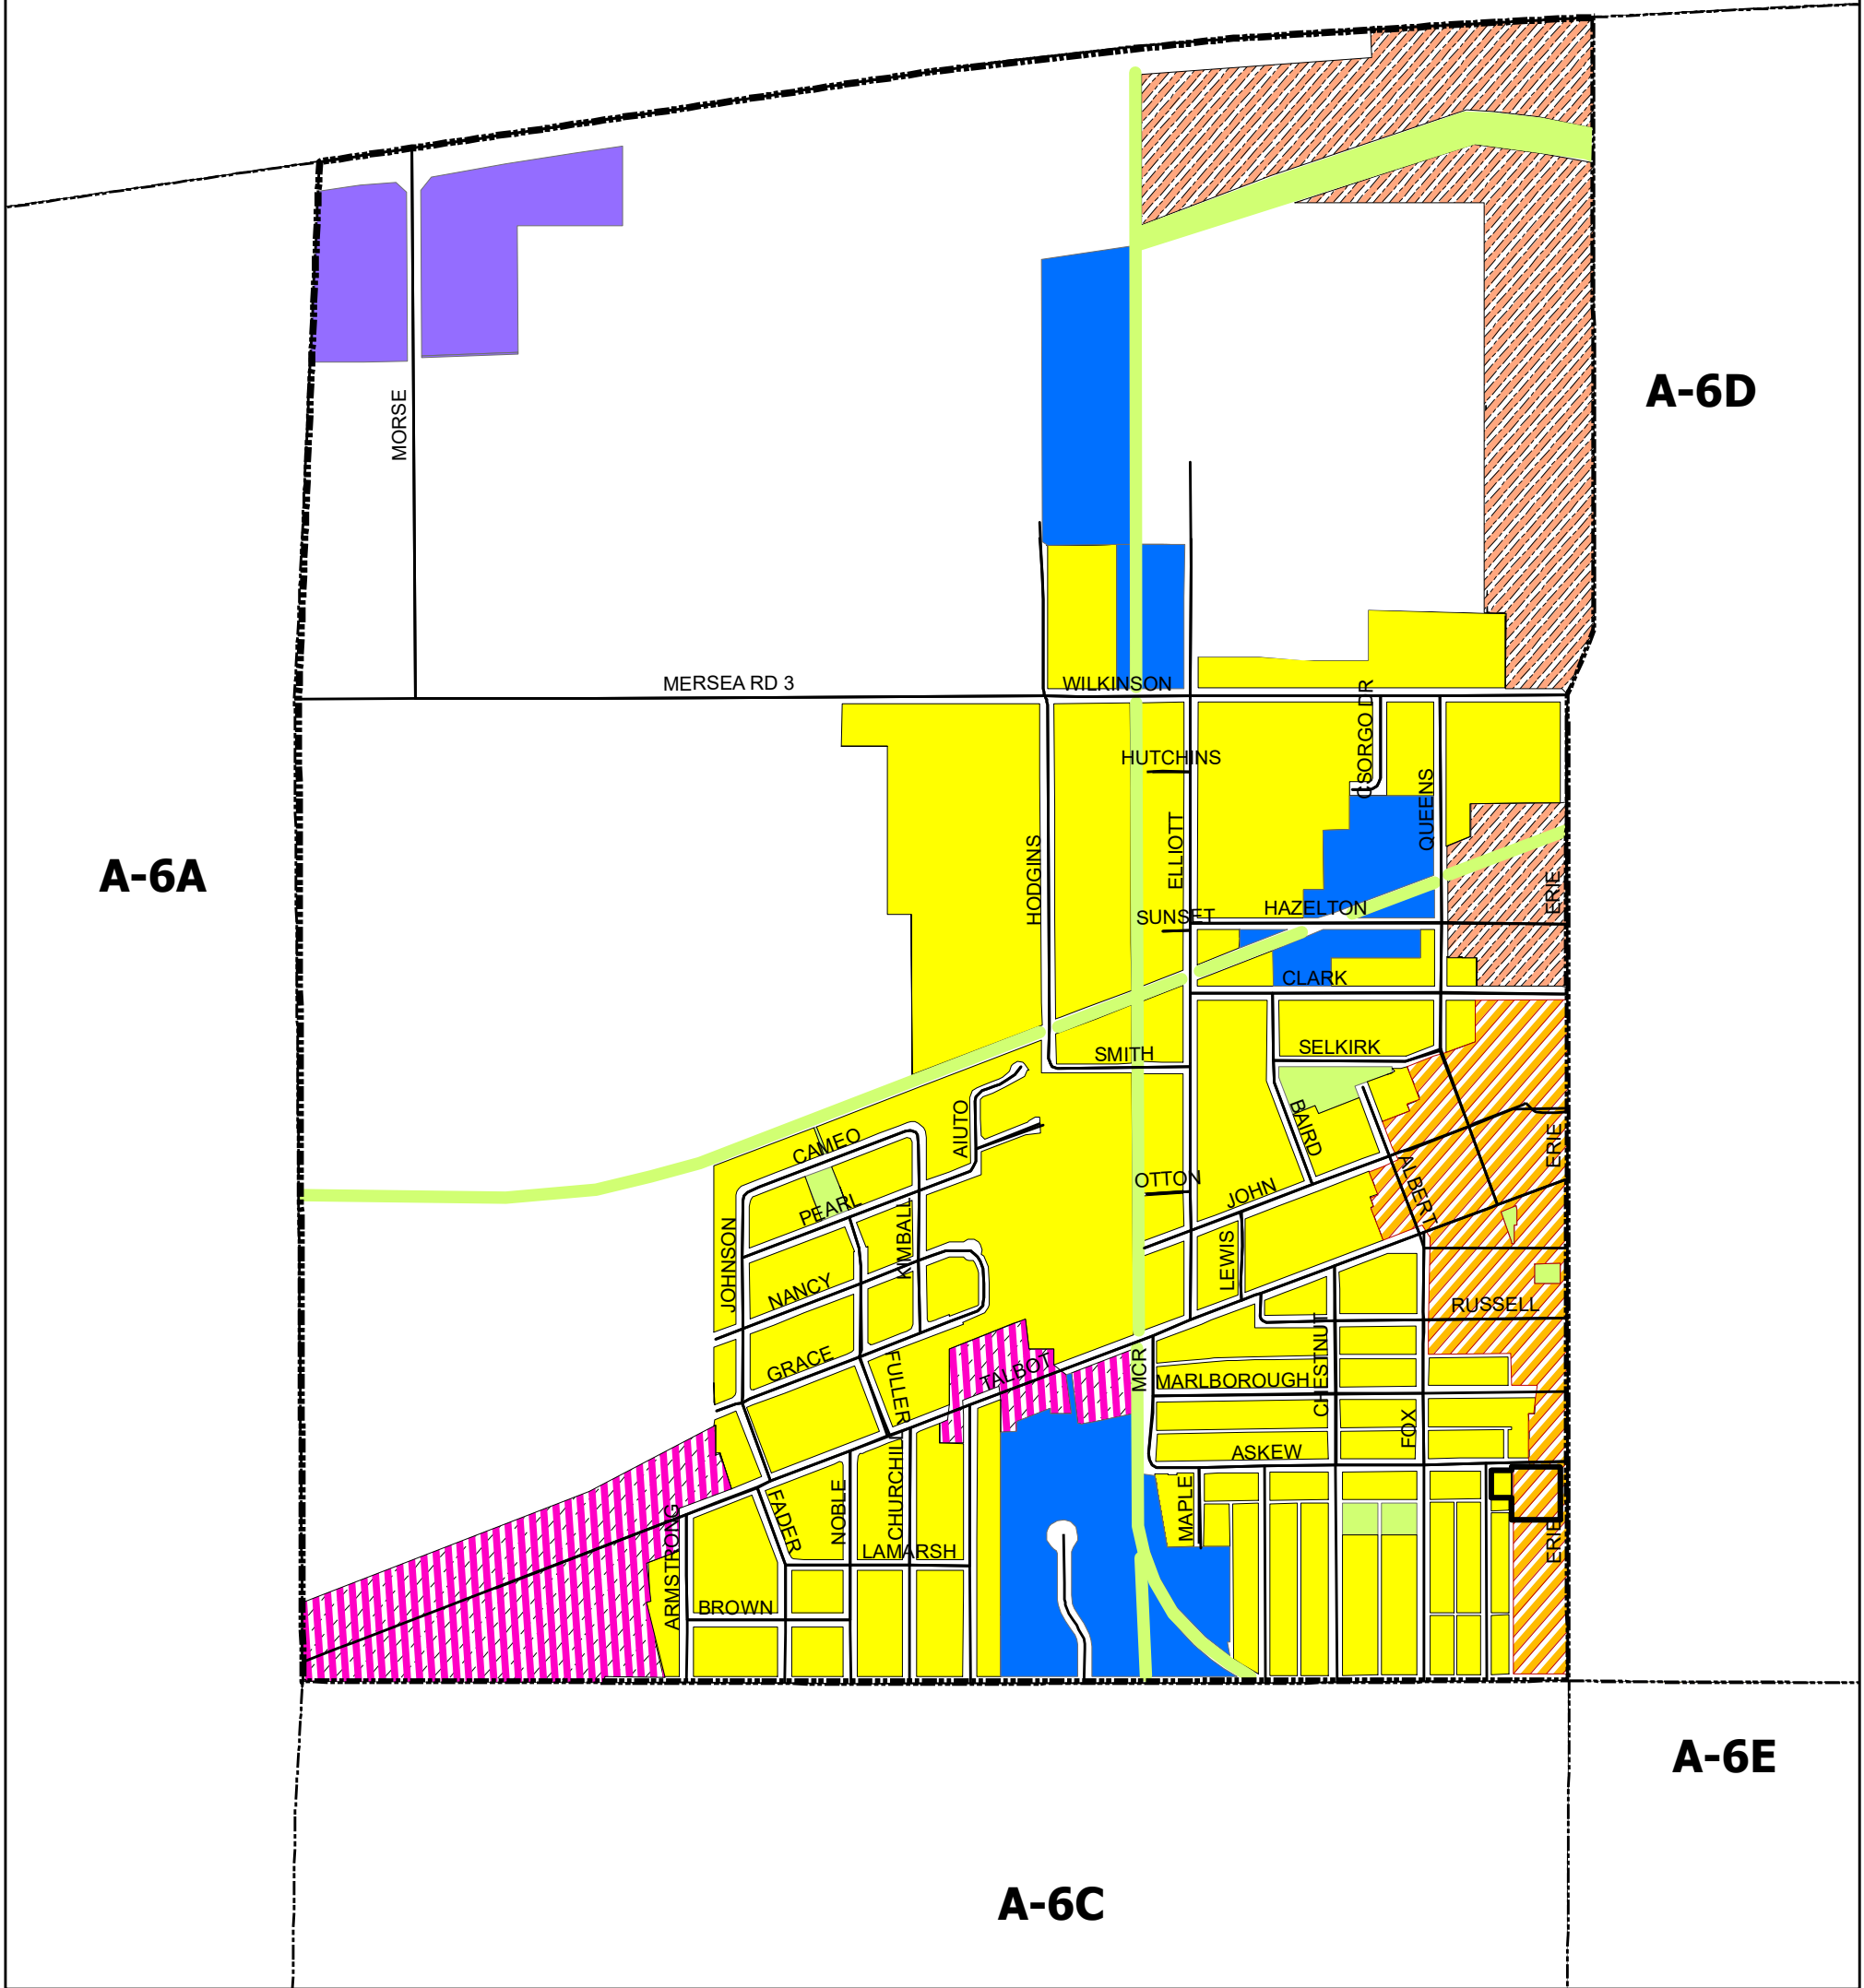 A-6D
MORSE
MERSEA RD 3
WILKINSON
CSORGO DR
HUTCHINS
QUEENS
ELLIOTT
HODGINS
A-6A
ERIE
HAZELTON
SUNSET
CLARK
SMITH
SELKIRK
AIUTO
BAIRD
CAMEO
ERIE
OTTON
JOHN
ALBERT
PEARL
KIMBALL
JOHNSON
LEWIS
NANCY
RUSSELL
CHESTNUT
GRACE
FULLER
TALBOT
MCR
MARLBOROUGH
FOX
ASKEW
CHURCHILL
NOBLE
FADER
MAPLE
ARMSTRONG
LAMARSH
ERIE
BROWN
A-6E
A-6C